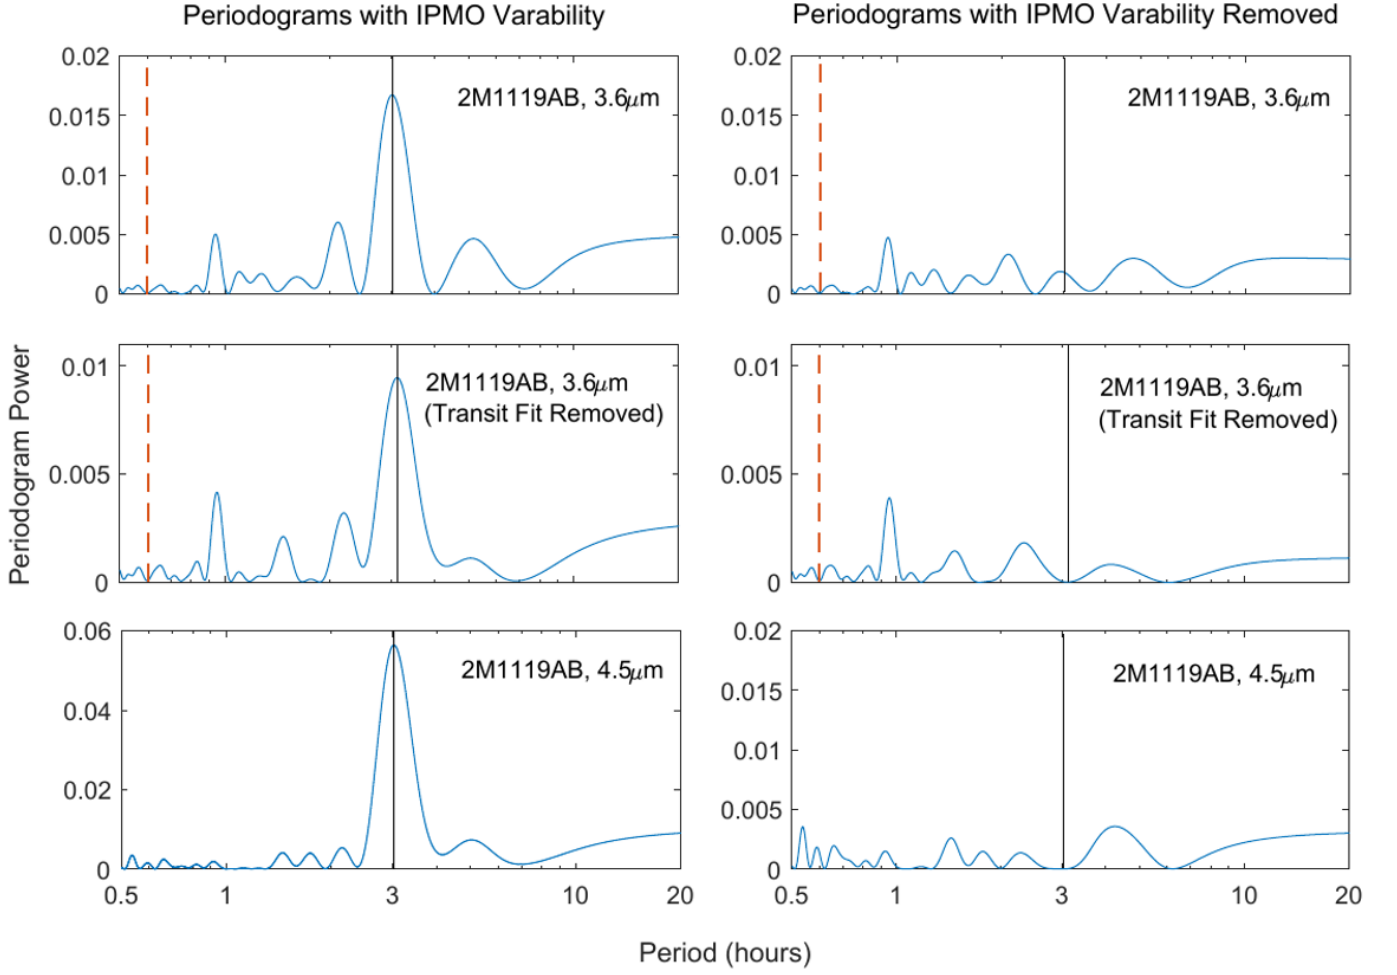 Periodograms with IPMO Varability
Periodograms with IPMO Varability Removed
0.02
0.015
0.01
0.005
0
2M1119AB, 3.6μm
0.02
0.015
0.01
0.005
0
2M1119AB, 3.6μm
Periodogram Power
0.01
0.005
0
2M1119AB, 3.6μm
(Transit Fit Removed)
0.01
0.005
0
2M1119AB, 3.6μm
(Transit Fit Removed)
0.06
0.04
0.02
0
2M1119AB, 4.5μm
0.5 1 3 10 20
0.02
0.015
0.01
0.005
0
2M1119AB, 4.5μm
0.5 1 3 10 20
Period (hours)